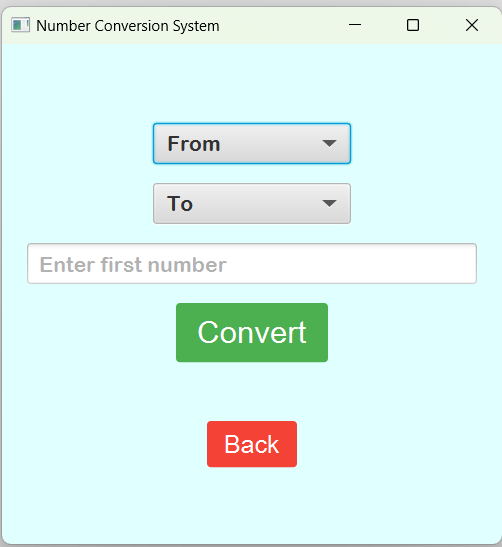 Number Conversion System
From
To
Enter first number
Convert
Back